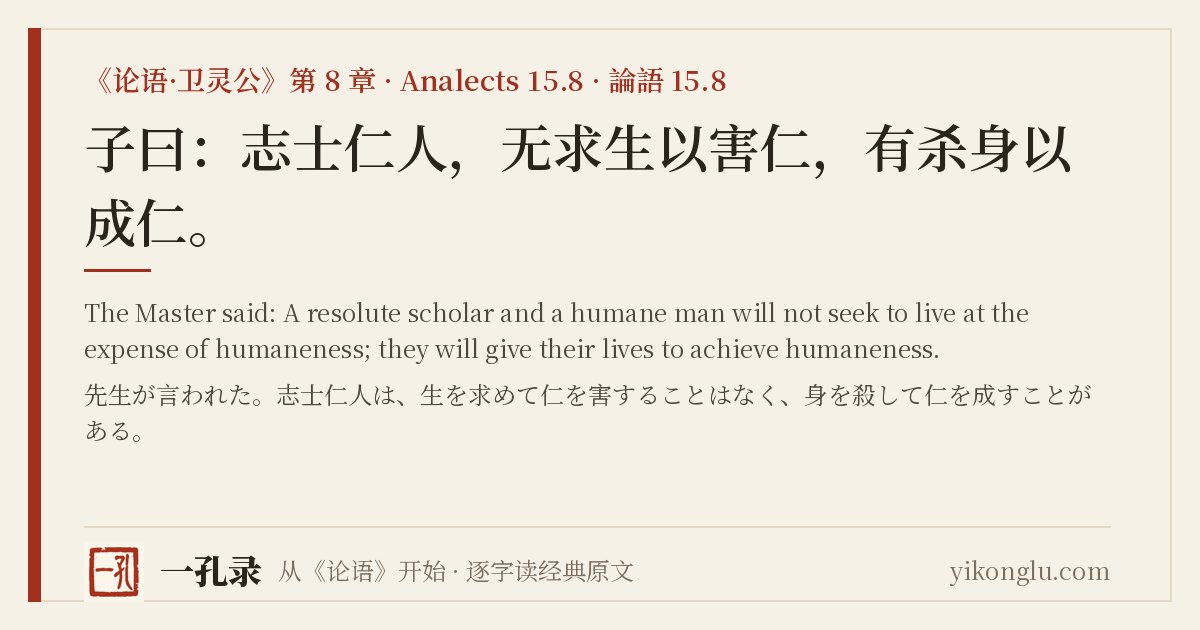 《论语·卫灵公》第 8 章 · Analects 15.8 · 論語 15.8
子曰：志士仁人，无求生以害仁，有杀身以
成仁。
The Master said: A resolute scholar and a humane man will not seek to live at the
expense of humaneness; they will give their lives to achieve humaneness.
先生が言われた。志士仁人は、生を求めて仁を害することはなく、身を殺して仁を成すことが
ある。
一孔
一孔录
从《论语》开始 · 逐字读经典原文
yikonglu.com